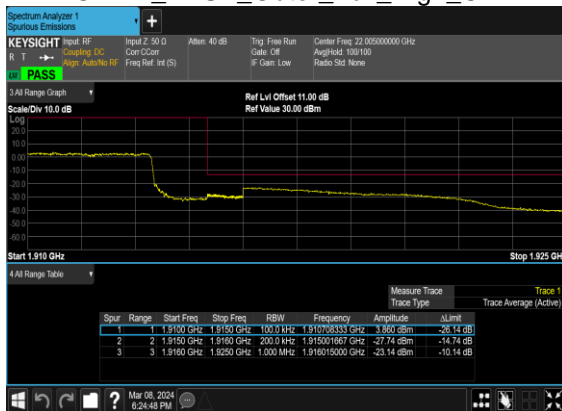 Spectrum Analyzer 1
Spurious Emissions
KEYSIGHT Input: RF
R T Coupling: DC
Align: Auto/No RF
PASS
Input Z: 50 Ω
Corr CCorr
Freq Ref: Int (S)
Atten: 40 dB
Trig: Free Run
Gate: Off
IF Gain: Low
Center Freq: 22.005000000 GHz
Avg|Hold: 100/100
Radio Std: None
3 All Range Graph
Scale/Div 10.0 dB
Ref Lvl Offset 11.00 dB
Ref Value 30.00 dBm
Log
20.0
10.0
0.00
-10.0
-20.0
-30.0
-40.0
-50.0
-60.0
Start 1.910 GHz
Stop 1.925 GH
4 All Range Table
Measure Trace Trace 1
Trace Type Trace Average (Active)
Spur Range Start Freq Stop Freq RBW Frequency Amplitude ΔLimit
1 1 1.9100 GHz 1.9150 GHz 100.0 kHz 1.910708333 GHz 3.860 dBm -26.14 dB
2 2 1.9150 GHz 1.9160 GHz 200.0 kHz 1.915001667 GHz -27.74 dBm -14.74 dB
3 3 1.9160 GHz 1.9250 GHz 1.000 MHz 1.916015000 GHz -23.14 dBm -10.14 dB
Mar 08, 2024
6:24:48 PM